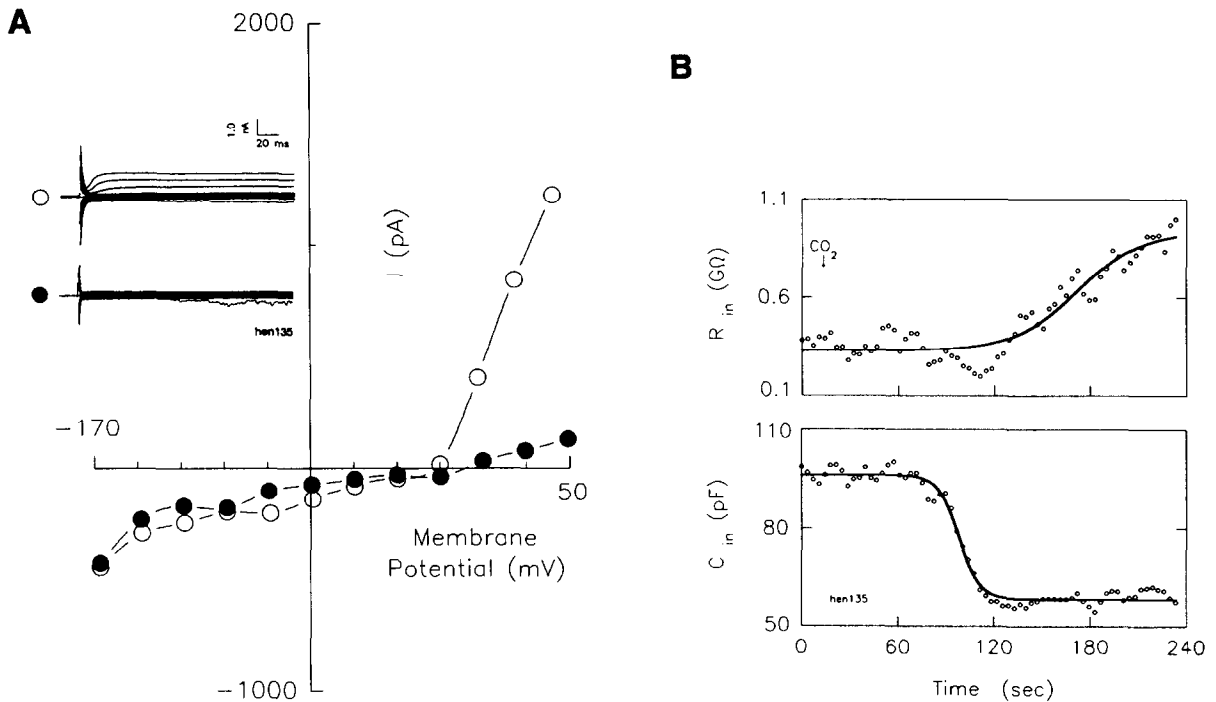 A
2000
1.0
nA
20 ms
I (pA)
hen135
-170
50
Membrane
Potential (mV)
-1000
B
1.1
0.6
0.1
R in (GΩ)
CO2
110
80
50
C in (pF)
hen135
0
60
120
180
240
Time (sec)